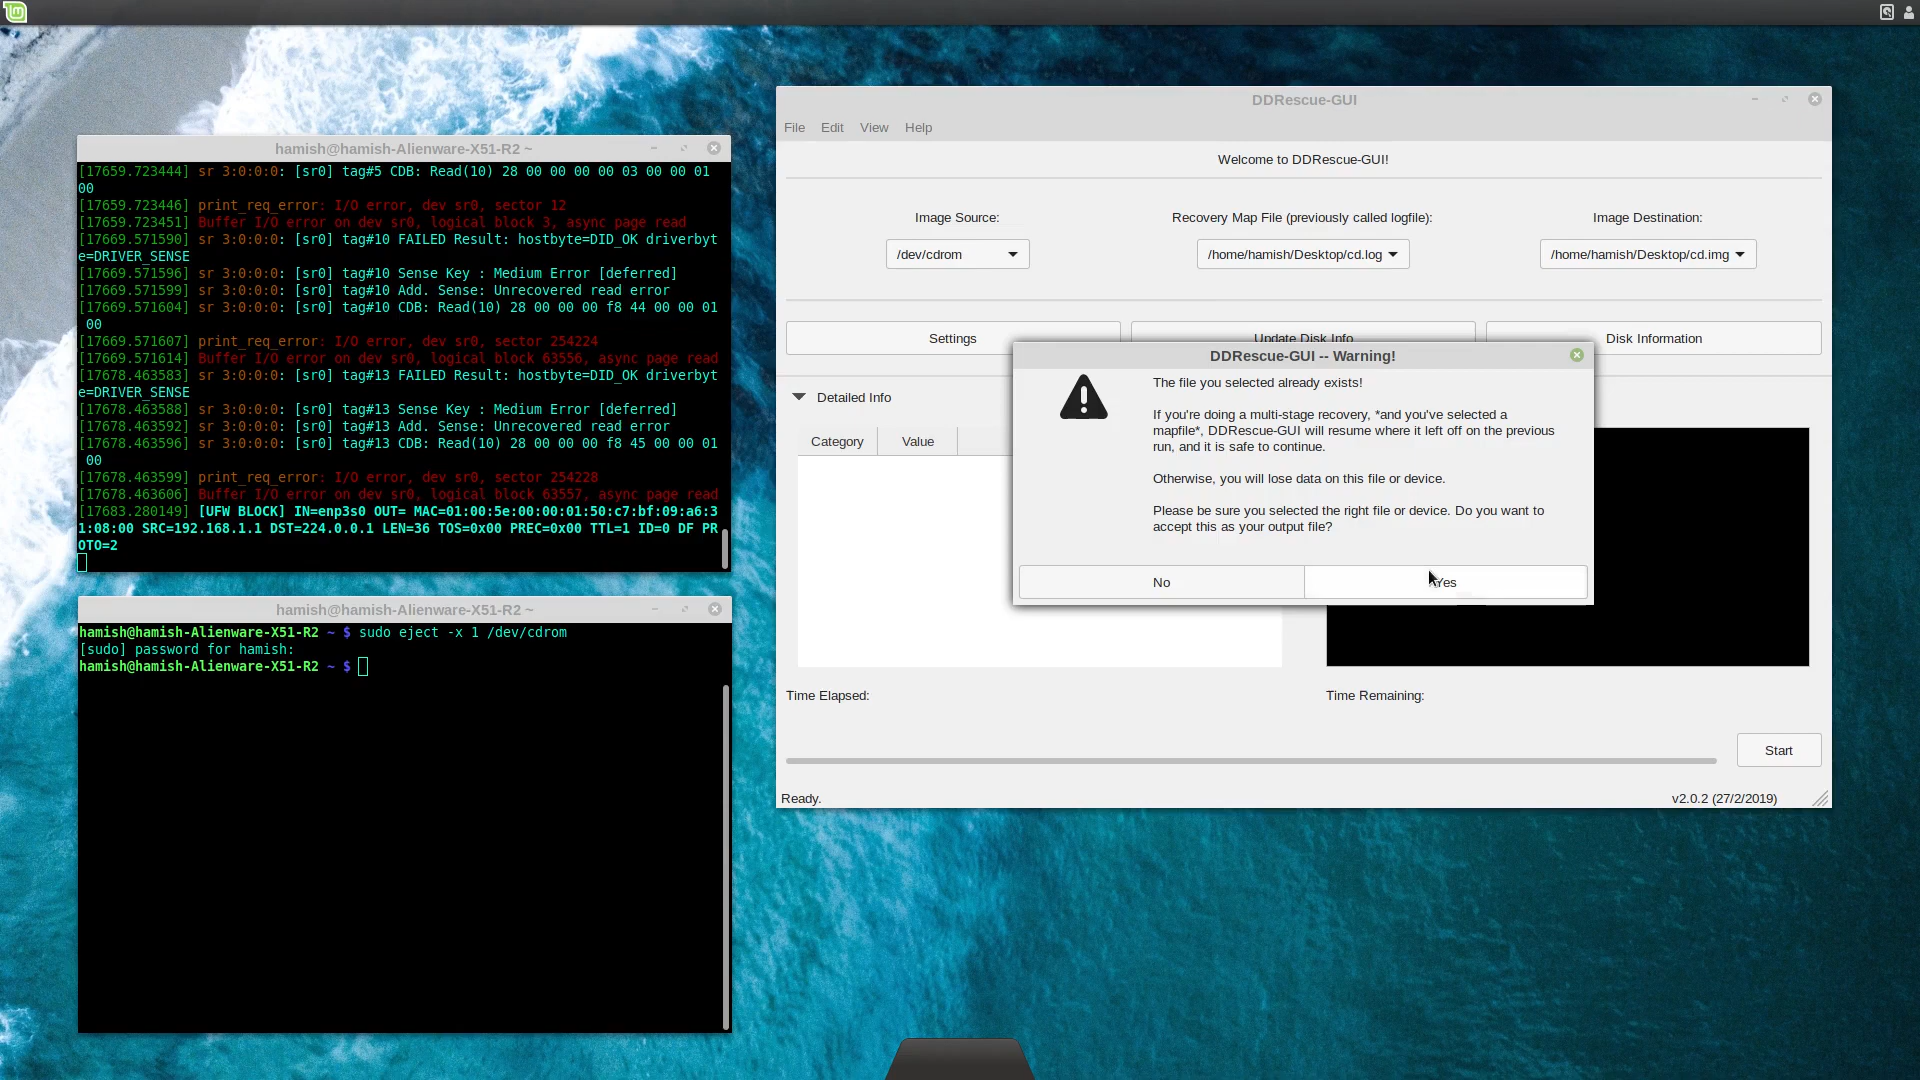 hamish@hamish-Alienware-X51-R2 ~
[17659.723444] sr 3:0:0:0: [sr0] tag#5 CDB: Read(10) 28 00 00 00 00 03 00 00 01
00
[17659.723446] print_req_error: I/O error, dev sr0, sector 12
[17659.723451] Buffer I/O error on dev sr0, logical block 3, async page read
[17669.571590] sr 3:0:0:0: [sr0] tag#10 FAILED Result: hostbyte=DID_OK driverbyt
e=DRIVER_SENSE
[17669.571596] sr 3:0:0:0: [sr0] tag#10 Sense Key : Medium Error [deferred]
[17669.571599] sr 3:0:0:0: [sr0] tag#10 Add. Sense: Unrecovered read error
[17669.571604] sr 3:0:0:0: [sr0] tag#10 CDB: Read(10) 28 00 00 00 f8 44 00 00 01
00
[17669.571607] print_req_error: I/O error, dev sr0, sector 254224
[17669.571614] Buffer I/O error on dev sr0, logical block 63556, async page read
[17678.463583] sr 3:0:0:0: [sr0] tag#13 FAILED Result: hostbyte=DID_OK driverbyt
e=DRIVER_SENSE
[17678.463588] sr 3:0:0:0: [sr0] tag#13 Sense Key : Medium Error [deferred]
[17678.463592] sr 3:0:0:0: [sr0] tag#13 Add. Sense: Unrecovered read error
[17678.463596] sr 3:0:0:0: [sr0] tag#13 CDB: Read(10) 28 00 00 00 f8 45 00 00 01
00
[17678.463599] print_req_error: I/O error, dev sr0, sector 254228
[17678.463606] Buffer I/O error on dev sr0, logical block 63557, async page read
[17683.280149] [UFW BLOCK] IN=enp3s0 OUT= MAC=01:00:5e:00:00:01:50:c7:bf:09:a6:3
1:08:00 SRC=192.168.1.1 DST=224.0.0.1 LEN=36 TOS=0x00 PREC=0x00 TTL=1 ID=0 DF PR
OTO=2
hamish@hamish-Alienware-X51-R2 ~
hamish@hamish-Alienware-X51-R2 ~ $ sudo eject -x 1 /dev/cdrom
[sudo] password for hamish:
hamish@hamish-Alienware-X51-R2 ~ $
DDRescue-GUI
File Edit View Help
Welcome to DDRescue-GUI!
Image Source: Recovery Map File (previously called logfile): Image Destination:
/dev/cdrom /home/hamish/Desktop/cd.log /home/hamish/Desktop/cd.img
Settings Update Disk Info Disk Information
Detailed Info
Category Value
DDRescue-GUI -- Warning!
The file you selected already exists!
If you're doing a multi-stage recovery, *and you've selected a
mapfile*, DDRescue-GUI will resume where it left off on the previous
run, and it is safe to continue.
Otherwise, you will lose data on this file or device.
Please be sure you selected the right file or device. Do you want to
accept this as your output file?
No Yes
Time Elapsed: Time Remaining:
Start
Ready. v2.0.2 (27/2/2019)